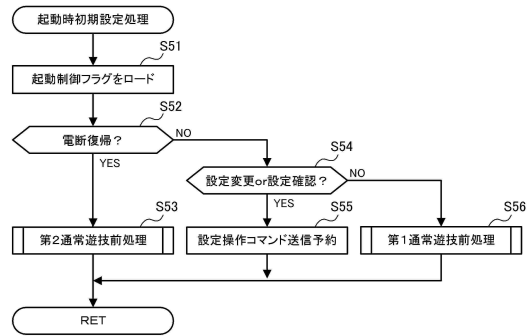 起動時初期設定処理
S51
起動制御フラグをロード
S52
電断復帰？
NO
YES
S54
設定変更or設定確認？
NO
YES
S53
第2通常遊技前処理
S55
設定操作コマンド送信予約
S56
第1通常遊技前処理
RET